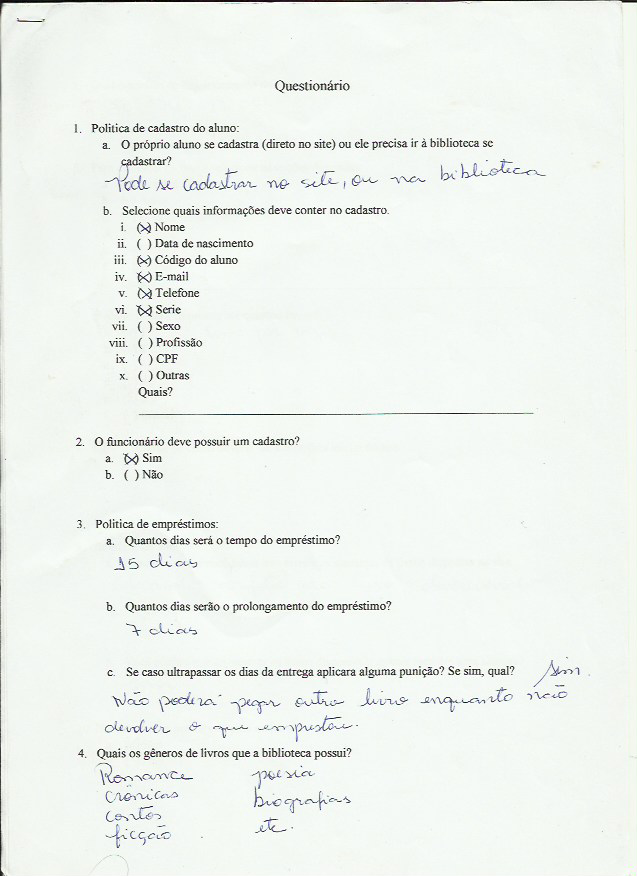 Questionário
1. Politica de cadastro do aluno:
a. O próprio aluno se cadastra (direto no site) ou ele precisa ir à biblioteca se
cadastrar?
Pode se cadastrar no site, ou na biblioteca
b. Selecione quais informações deve conter no cadastro.
i. (x) Nome
ii. ( ) Data de nascimento
iii. (x) Código do aluno
iv. (x) E-mail
v. (x) Telefone
vi. (x) Serie
vii. ( ) Sexo
viii. ( ) Profissão
ix. ( ) CPF
x. ( ) Outras
Quais?
2. O funcionário deve possuir um cadastro?
a. (x) Sim
b. ( ) Não
3. Politica de empréstimos:
a. Quantos dias será o tempo do empréstimo?
15 dias
b. Quantos dias serão o prolongamento do empréstimo?
7 dias
c. Se caso ultrapassar os dias da entrega aplicara alguma punição? Se sim, qual? Sim.
Não poderá pegar outro livro enquanto não
devolver o que emprestou.
4. Quais os gêneros de livros que a biblioteca possui?
Romance poesia
crônicas biografias
contos etc.
ficção